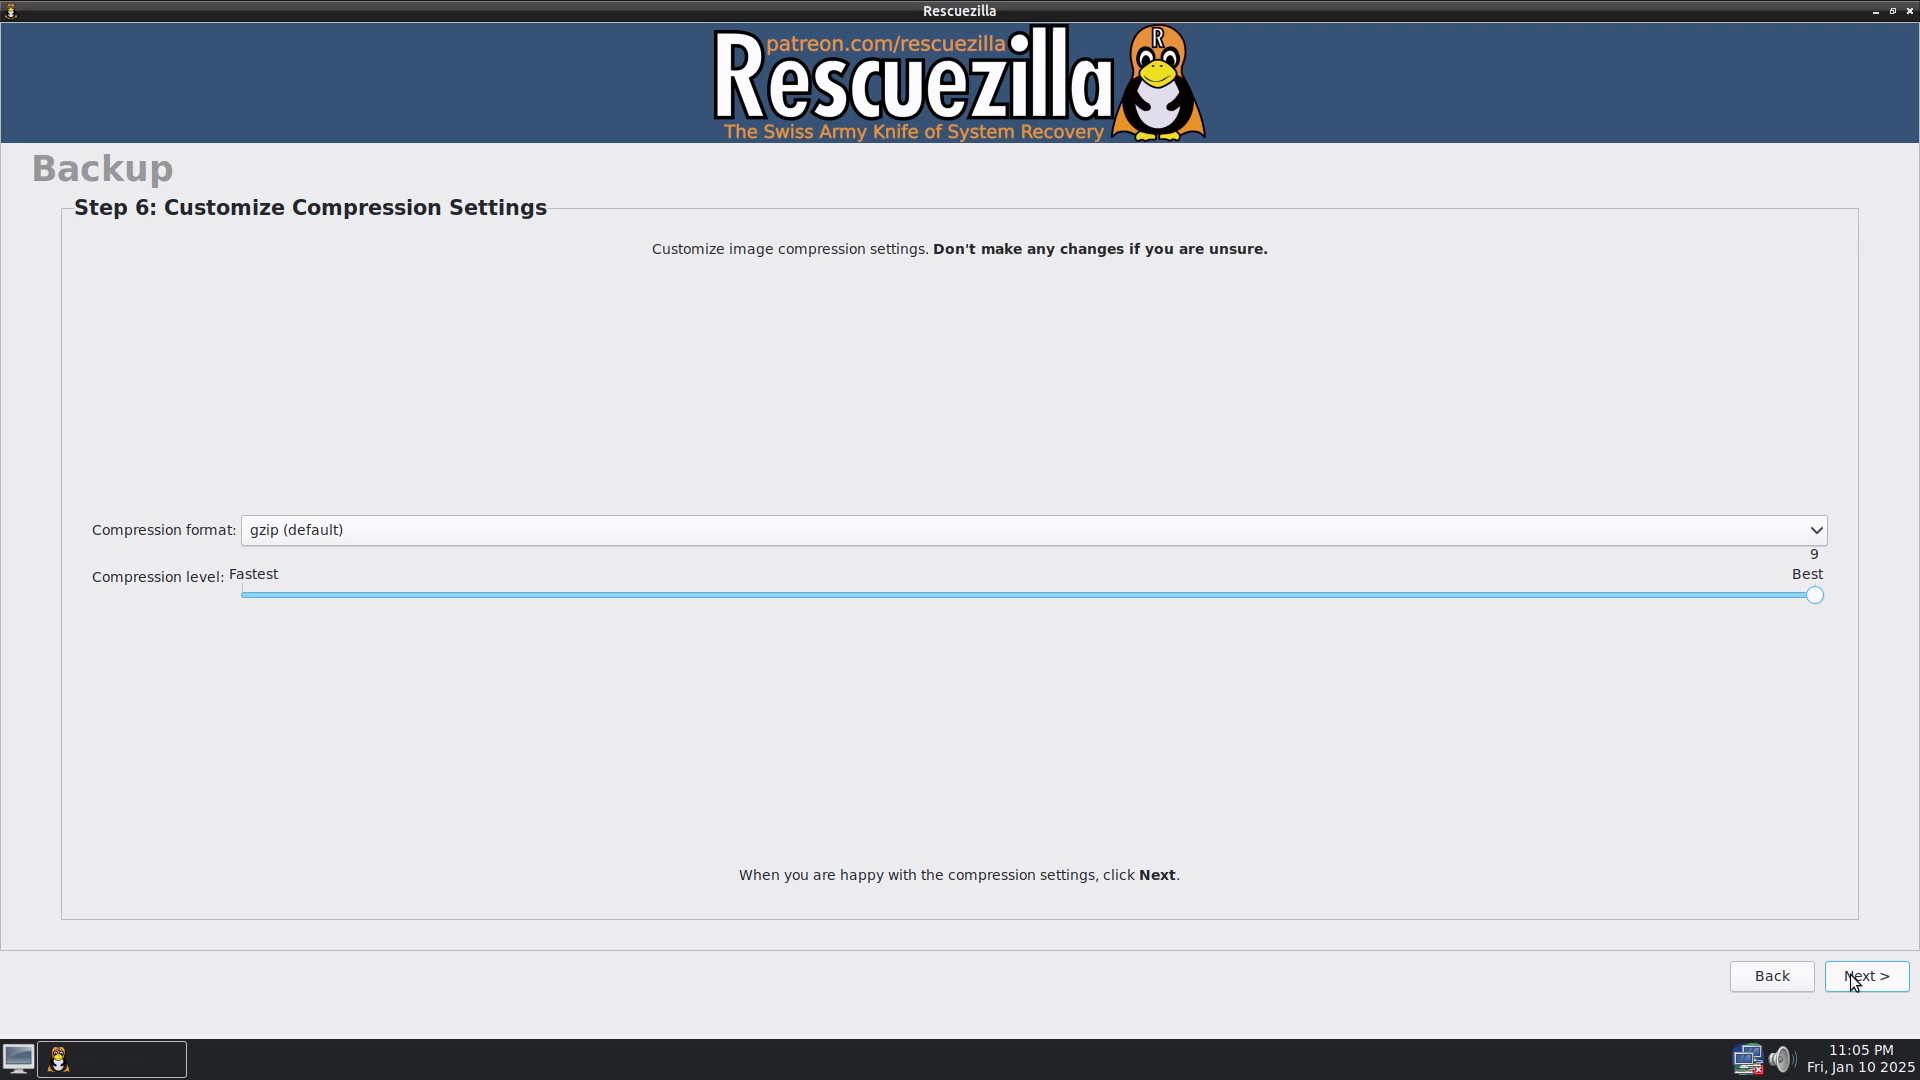 Rescuezilla
patreon.com/rescuezilla
Rescuezilla
R
The Swiss Army Knife of System Recovery
Backup
Step 6: Customize Compression Settings
Customize image compression settings. Don't make any changes if you are unsure.
Compression format: gzip (default)
9
Compression level: Fastest Best
When you are happy with the compression settings, click Next.
Back Next >
11:05 PM
Fri, Jan 10 2025